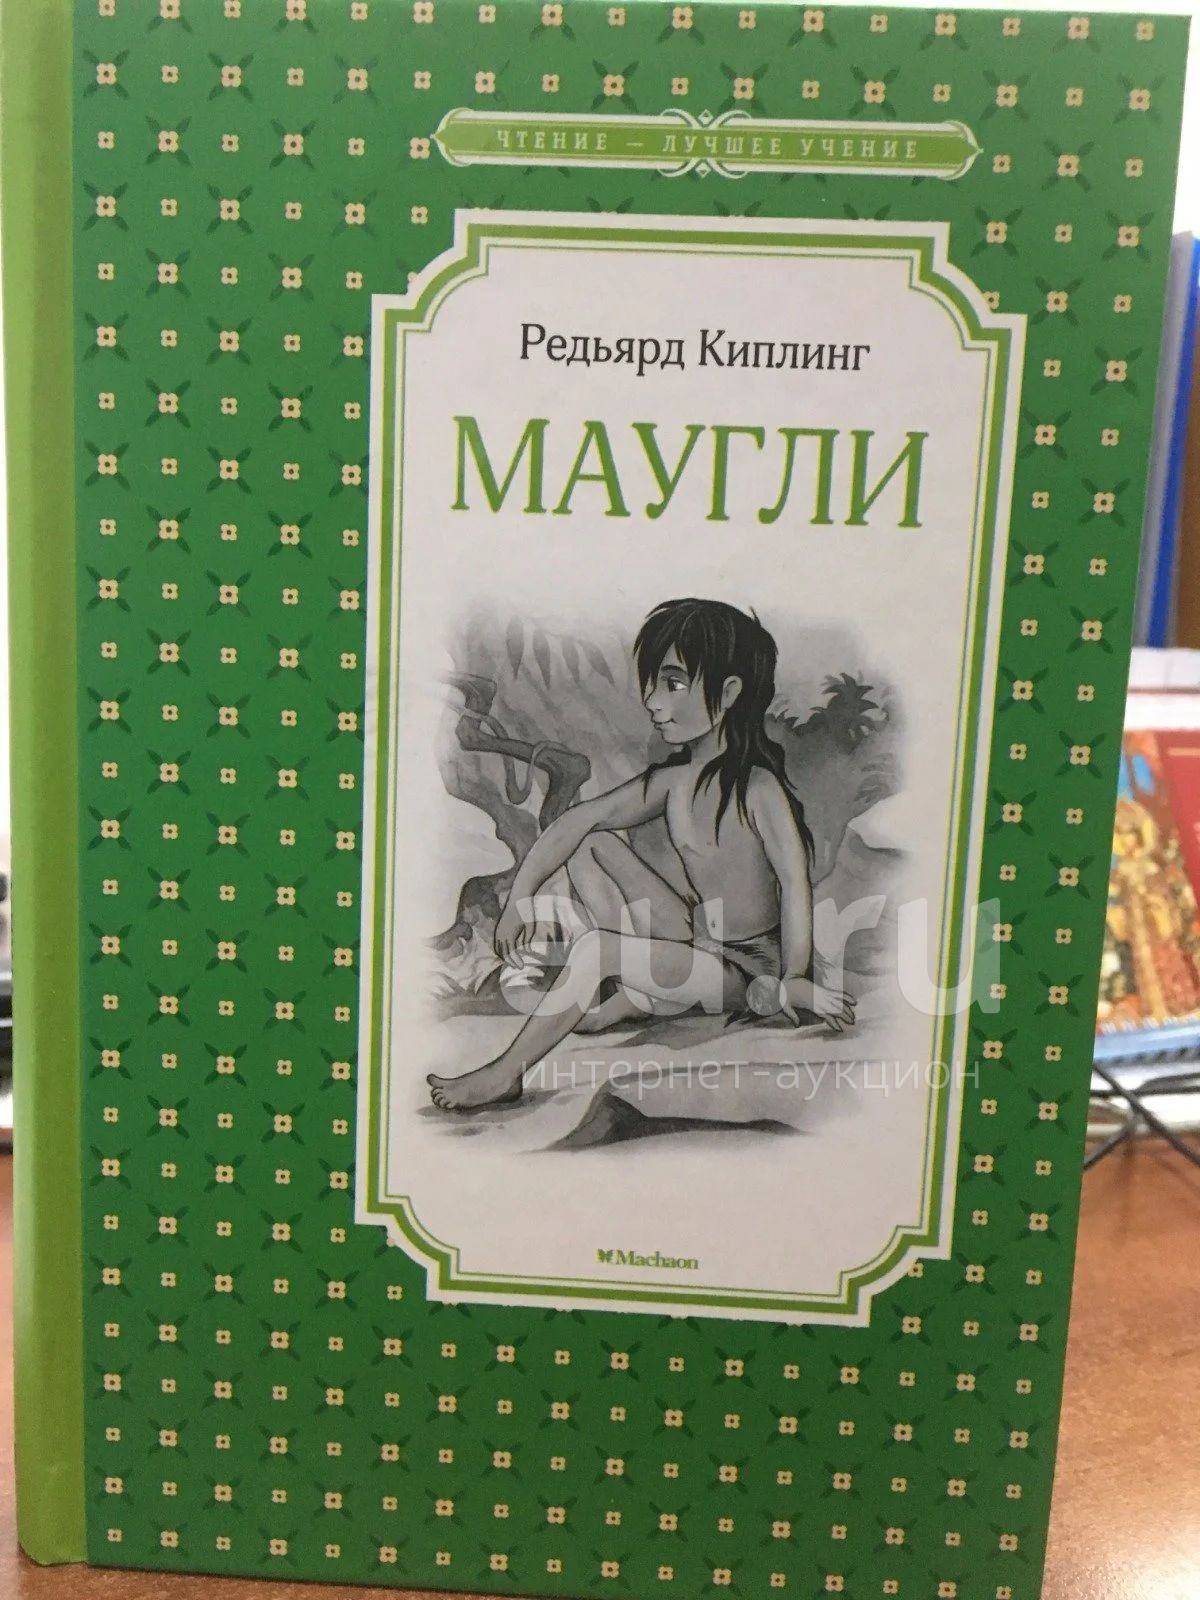 ЧТЕНИЕ — ЛУЧШЕЕ УЧЕНИЕ
Редьярд Киплинг
МАУГЛИ
au.ru
интернет-аукцион
Machaon